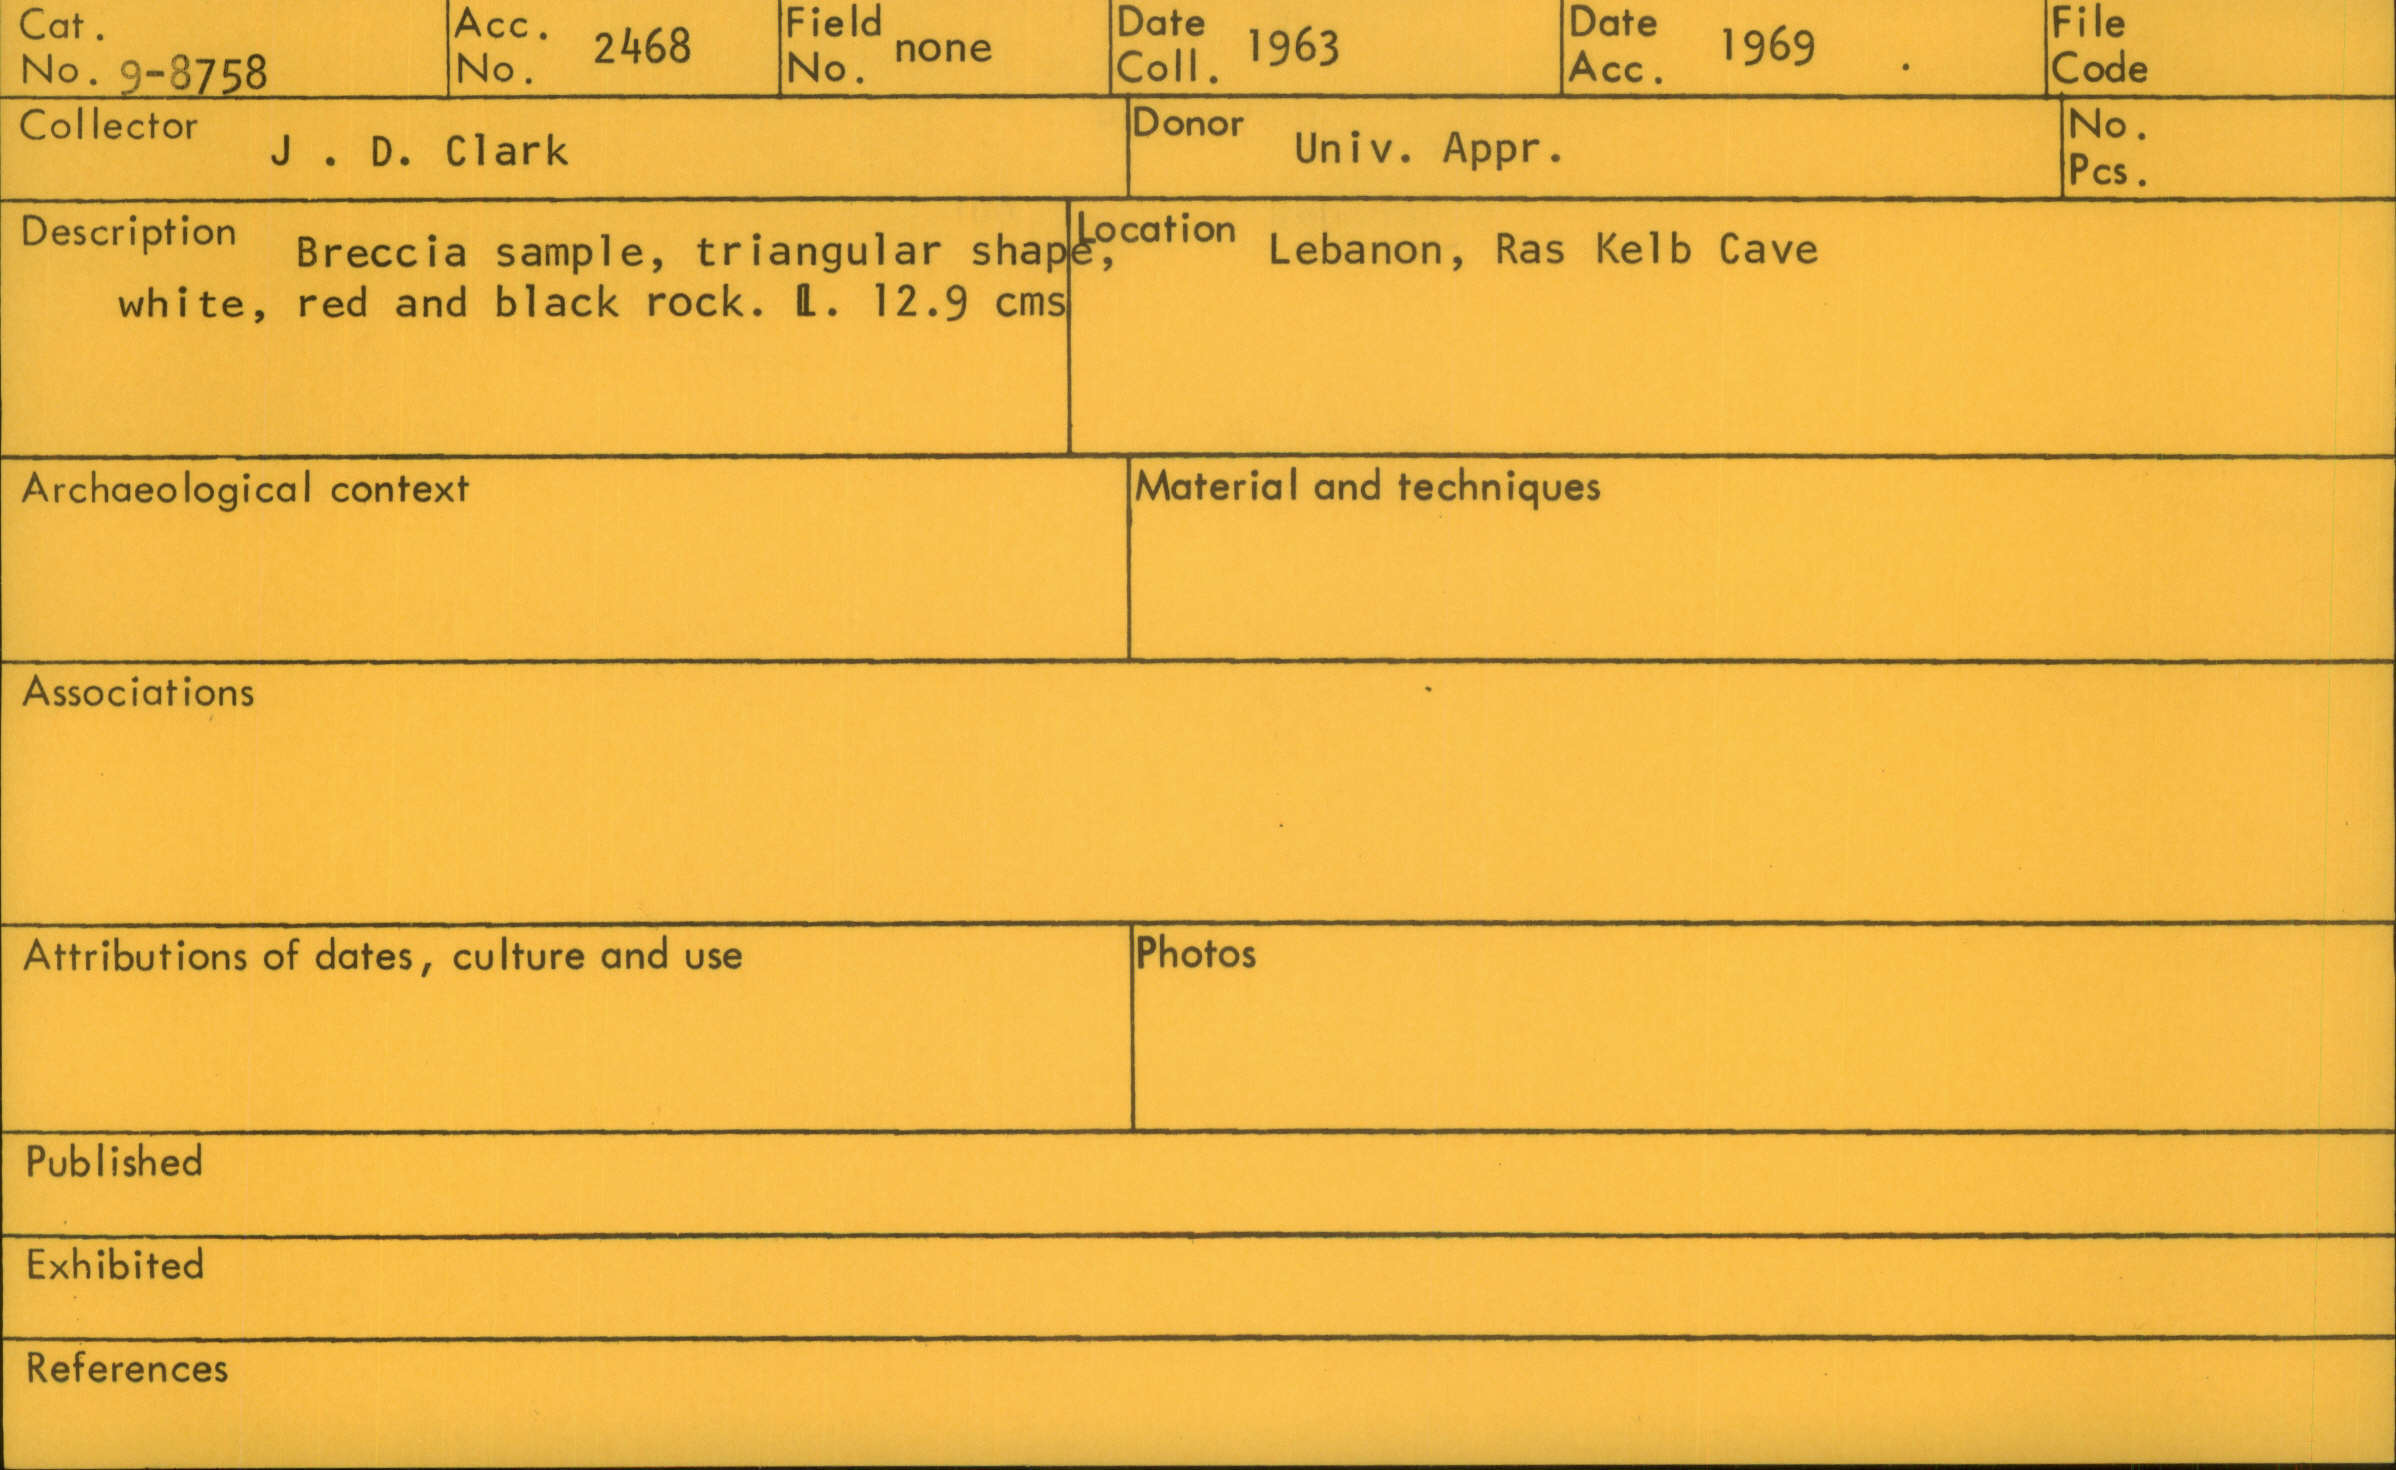 Cat. No. 9-8758
Acc. No. 2468
Field No. none
Date Coll. 1963
Date Acc. 1969
File Code
Collector J . D. Clark
Donor Univ. Appr.
No. Pcs.
Description Breccia sample, triangular shape,
white, red and black rock. L. 12.9 cms
Location Lebanon, Ras Kelb Cave
Archaeological context
Material and techniques
Associations
Attributions of dates, culture and use
Photos
Published
Exhibited
References